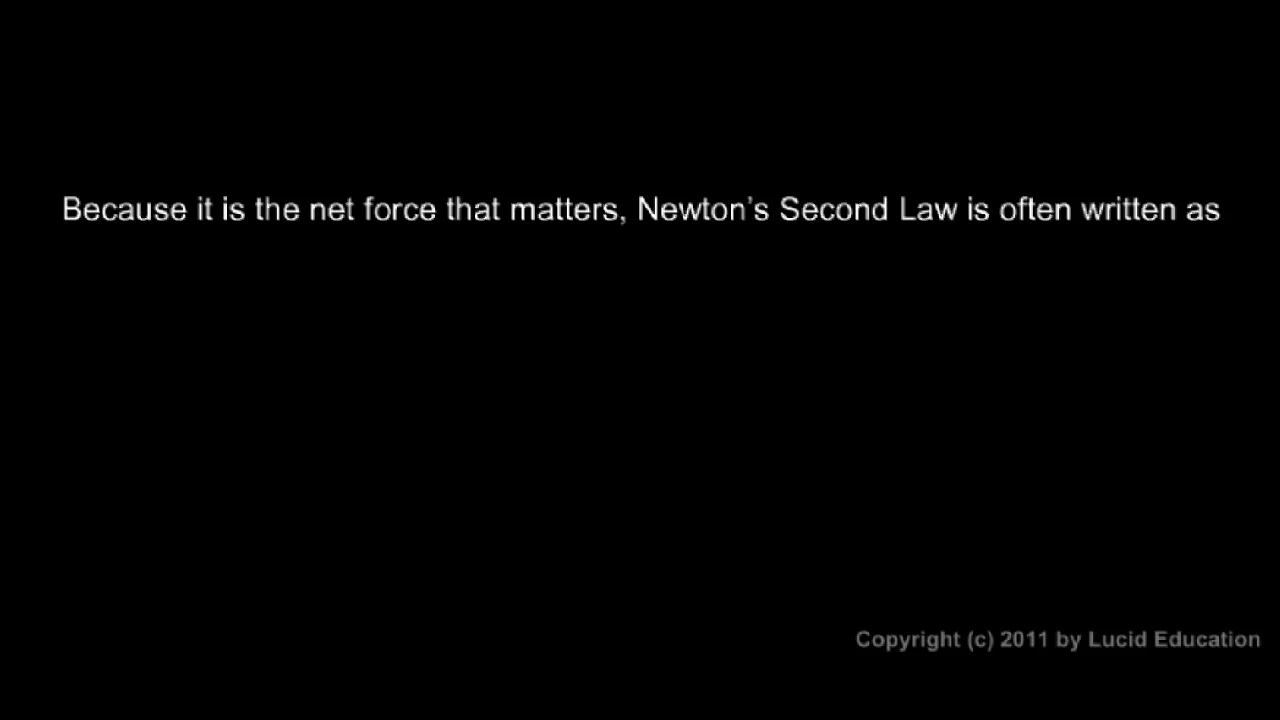 Because it is the net force that matters, Newton’s Second Law is often written as
Copyright (c) 2011 by Lucid Education